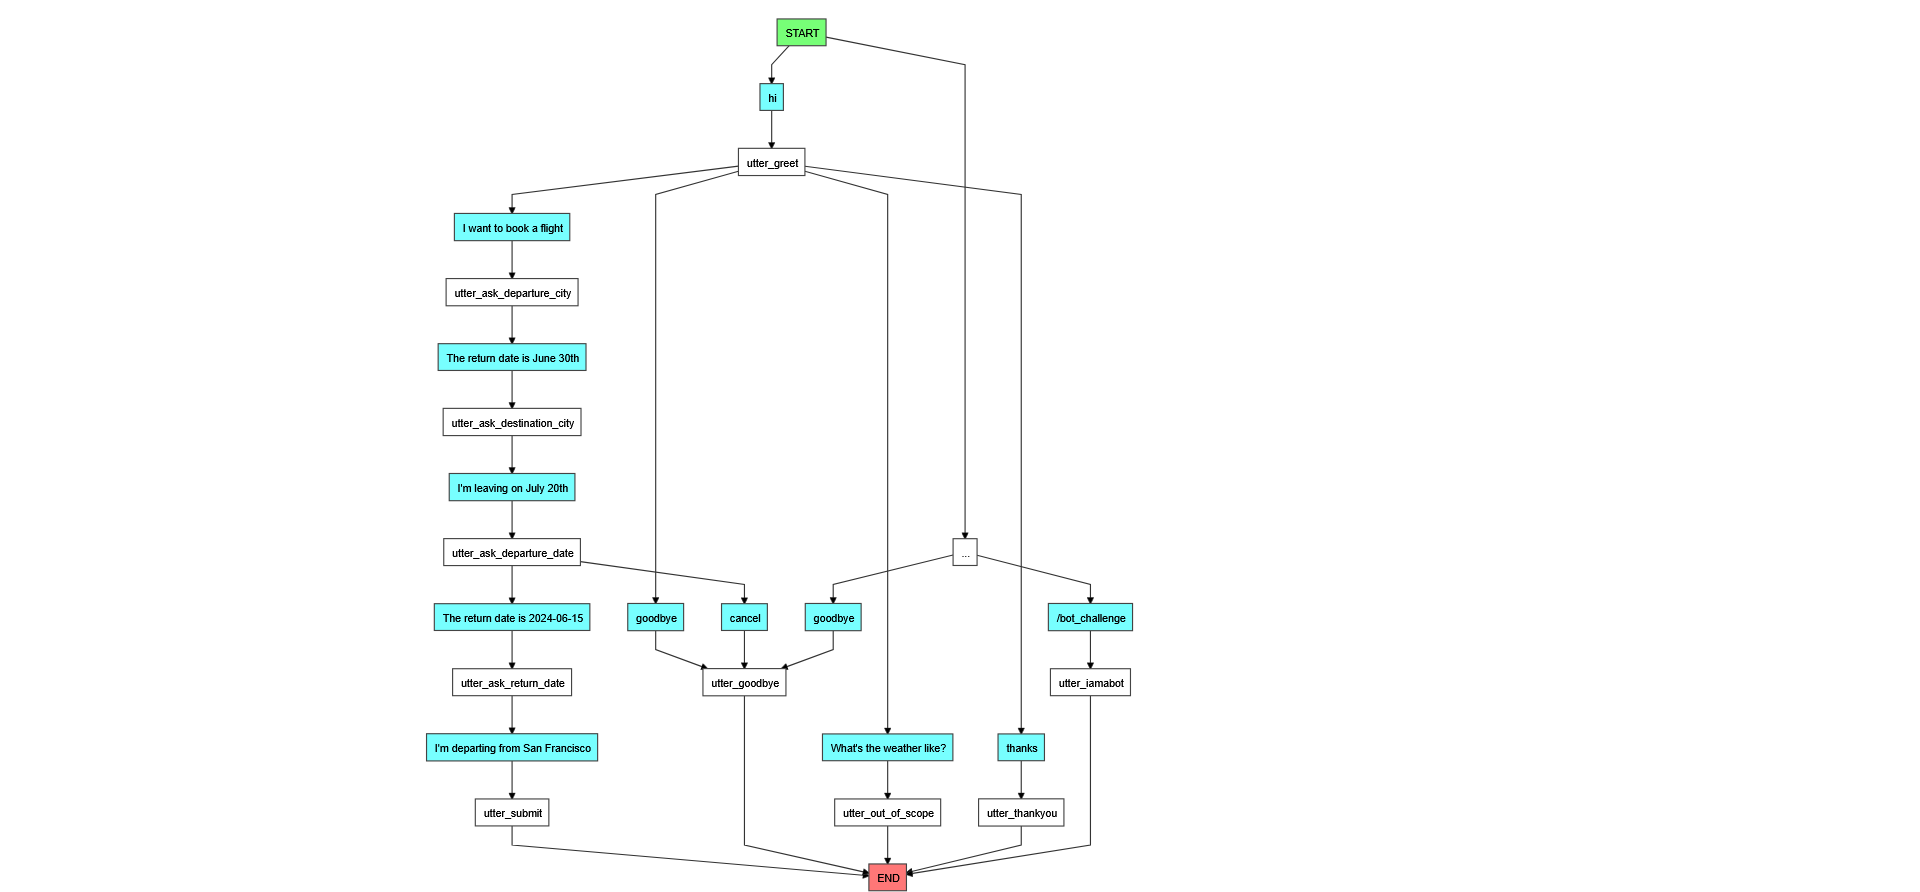 START
hi
utter_greet
I want to book a flight
utter_ask_departure_city
The return date is June 30th
utter_ask_destination_city
I'm leaving on July 20th
utter_ask_departure_date
...
The return date is 2024-06-15
goodbye
cancel
goodbye
/bot_challenge
utter_ask_return_date
utter_goodbye
utter_iamabot
I'm departing from San Francisco
What's the weather like?
thanks
utter_submit
utter_out_of_scope
utter_thankyou
END